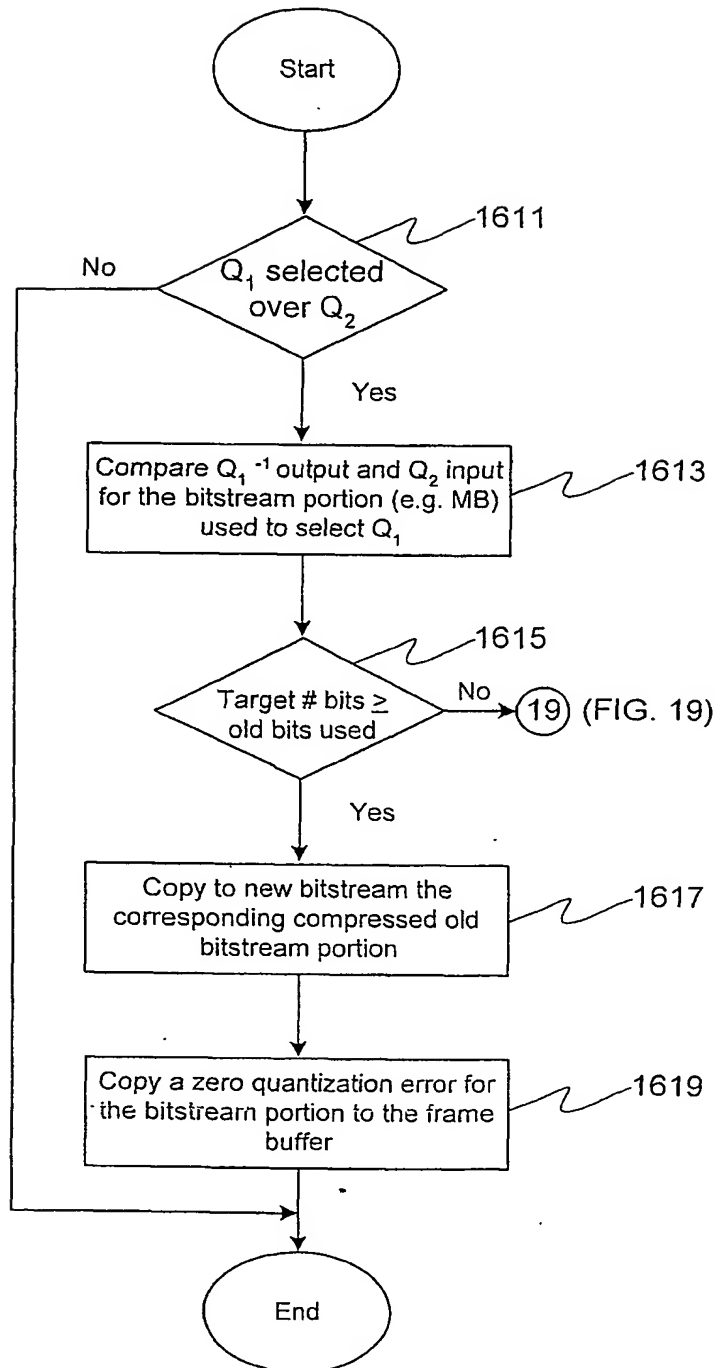 Start
1611
No
Q₁ selected
over Q₂
Yes
Compare Q₁⁻¹ output and Q₂ input
for the bitstream portion (e.g. MB)
used to select Q₁
1613
1615
Target # bits ≥
old bits used
No
19 (FIG. 19)
Yes
Copy to new bitstream the
corresponding compressed old
bitstream portion
1617
Copy a zero quantization error for
the bitstream portion to the frame
buffer
1619
End